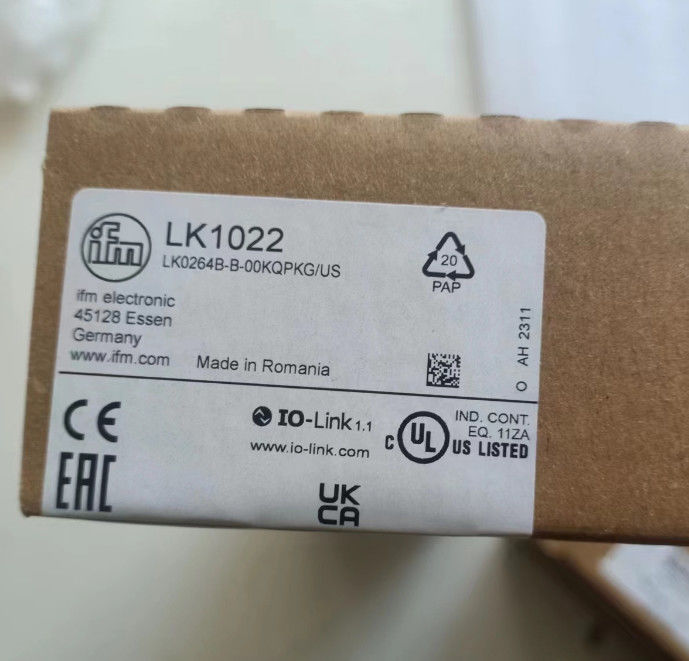 ifm
LK1022
LK0264B-B-00KQPKG/US
ifm electronic
45128 Essen
Germany
www.ifm.com
Made in Romania
20
PAP
O AH 2311
CE
EAC
IO-Link 1.1
www.io-link.com
UK
CA
C UL US LISTED
IND. CONT.
EQ. 11ZA